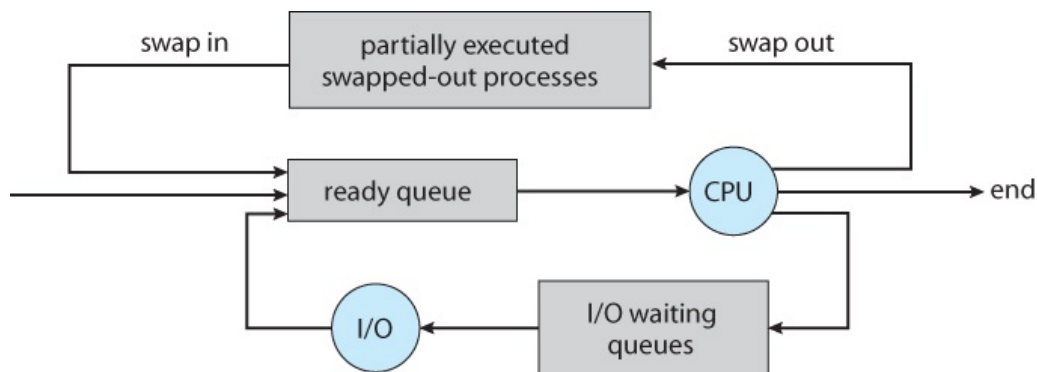 swap in
partially executed
swapped-out processes
swap out
ready queue
CPU
end
I/O
I/O waiting
queues